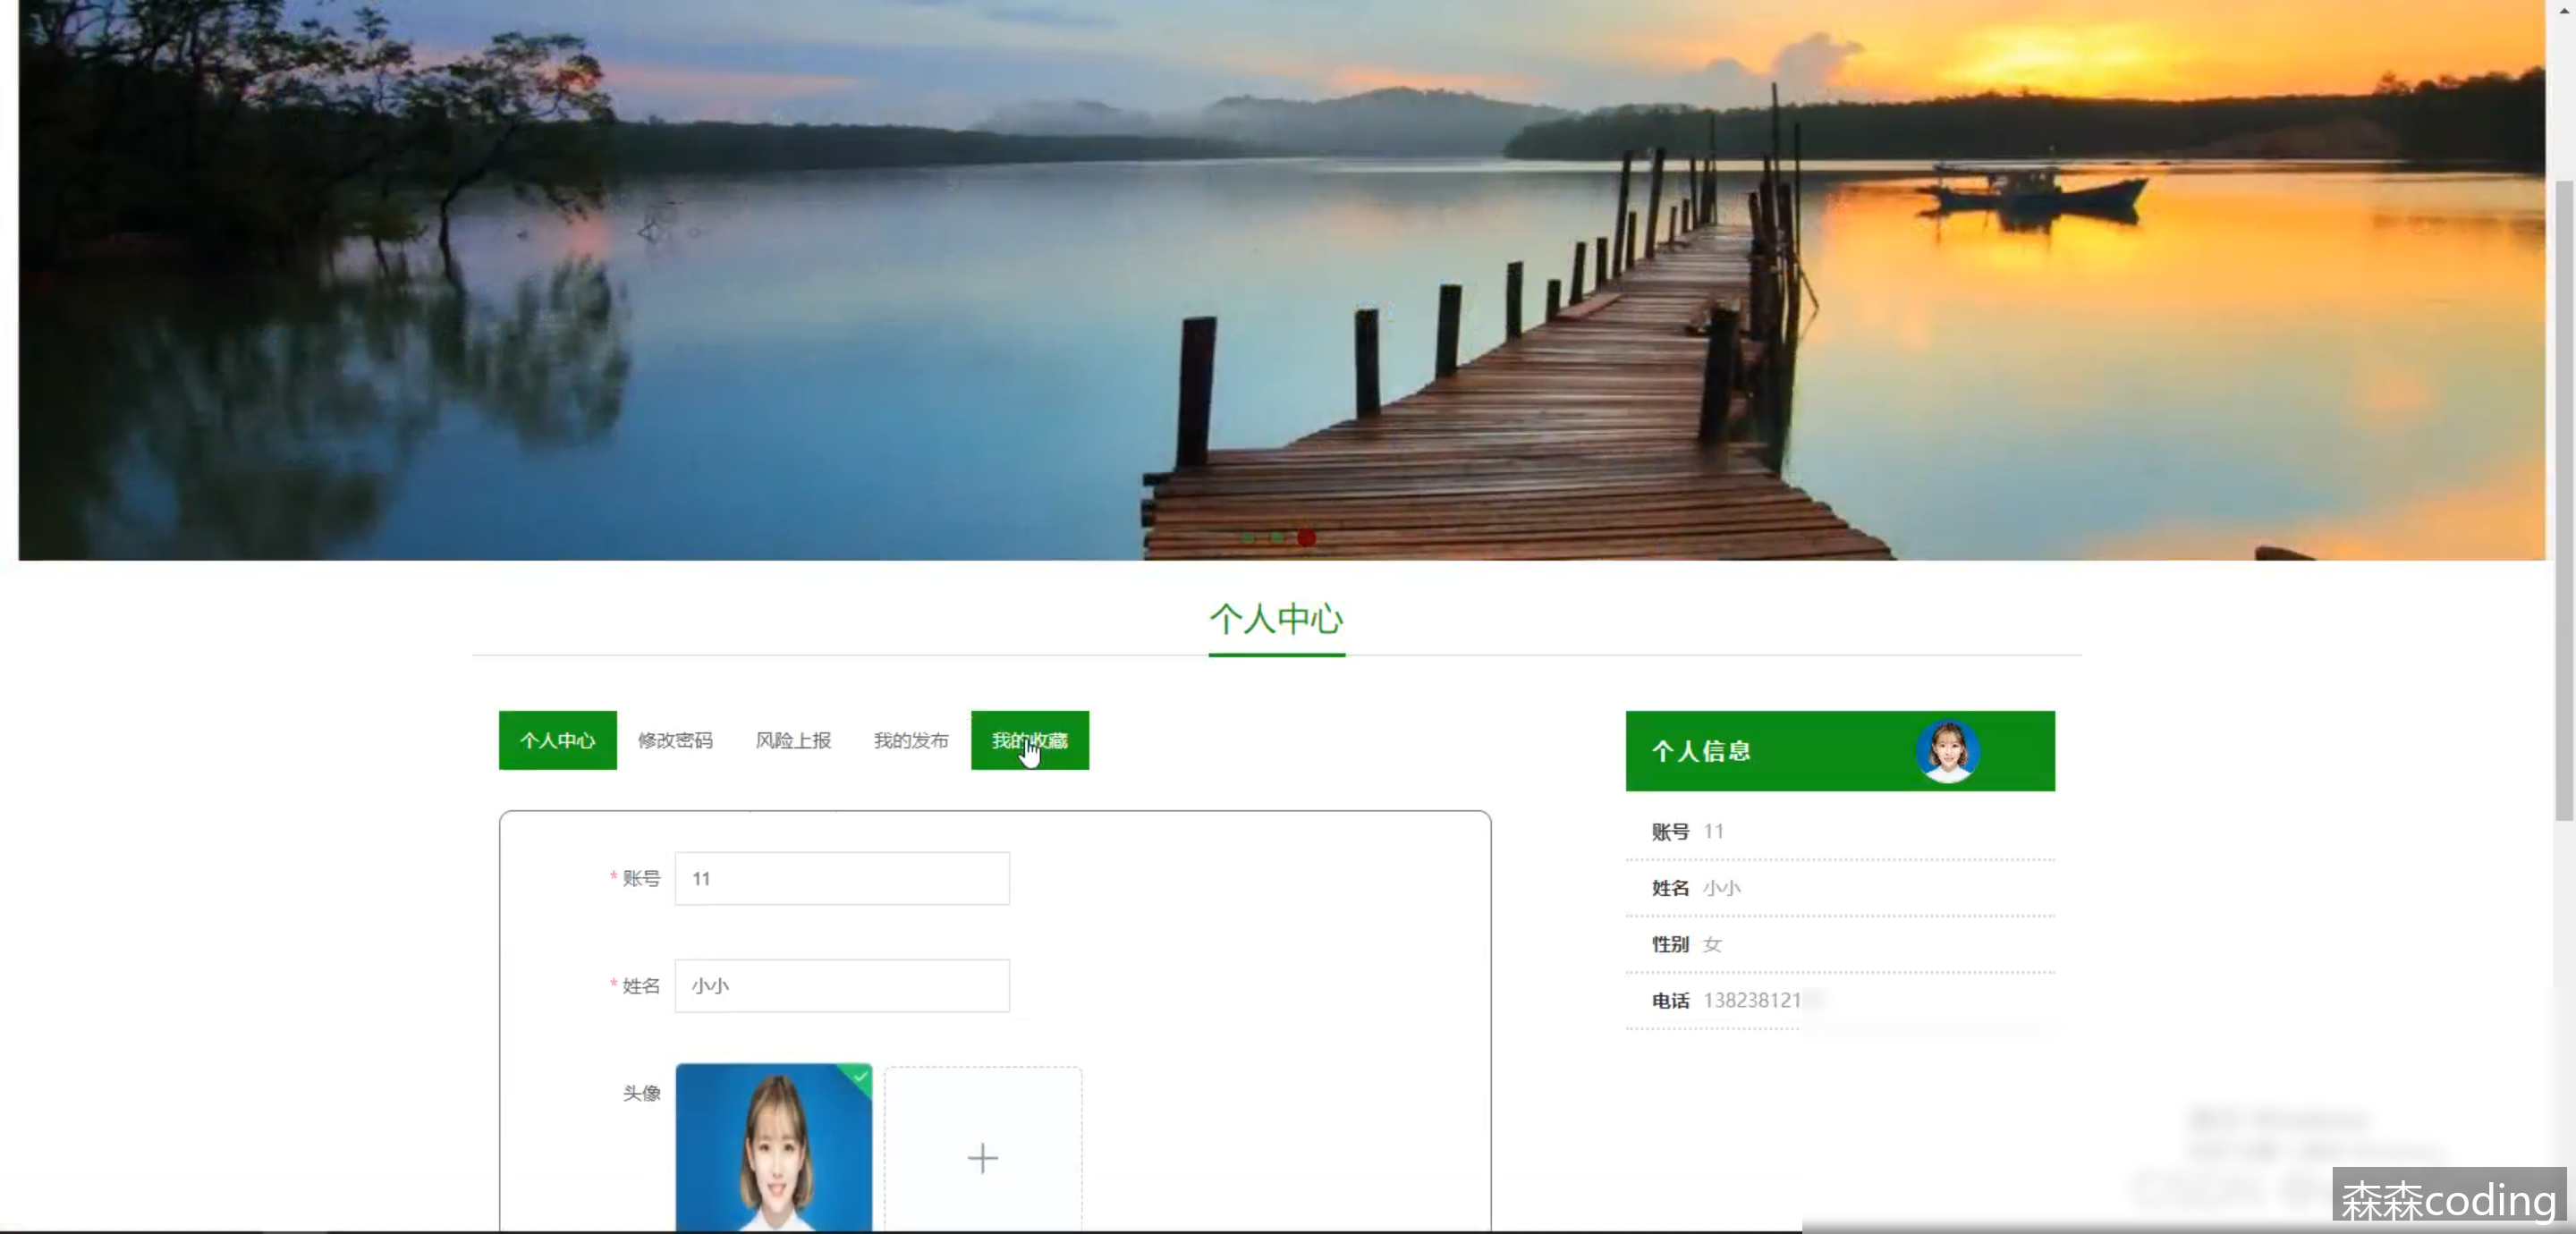 个人中心
个人中心 修改密码 风险上报 我的发布 我的收藏
个人信息
账号 11
姓名 小小
性别 女
电话 138238121
* 账号 11
* 姓名 小小
头像
森森coding